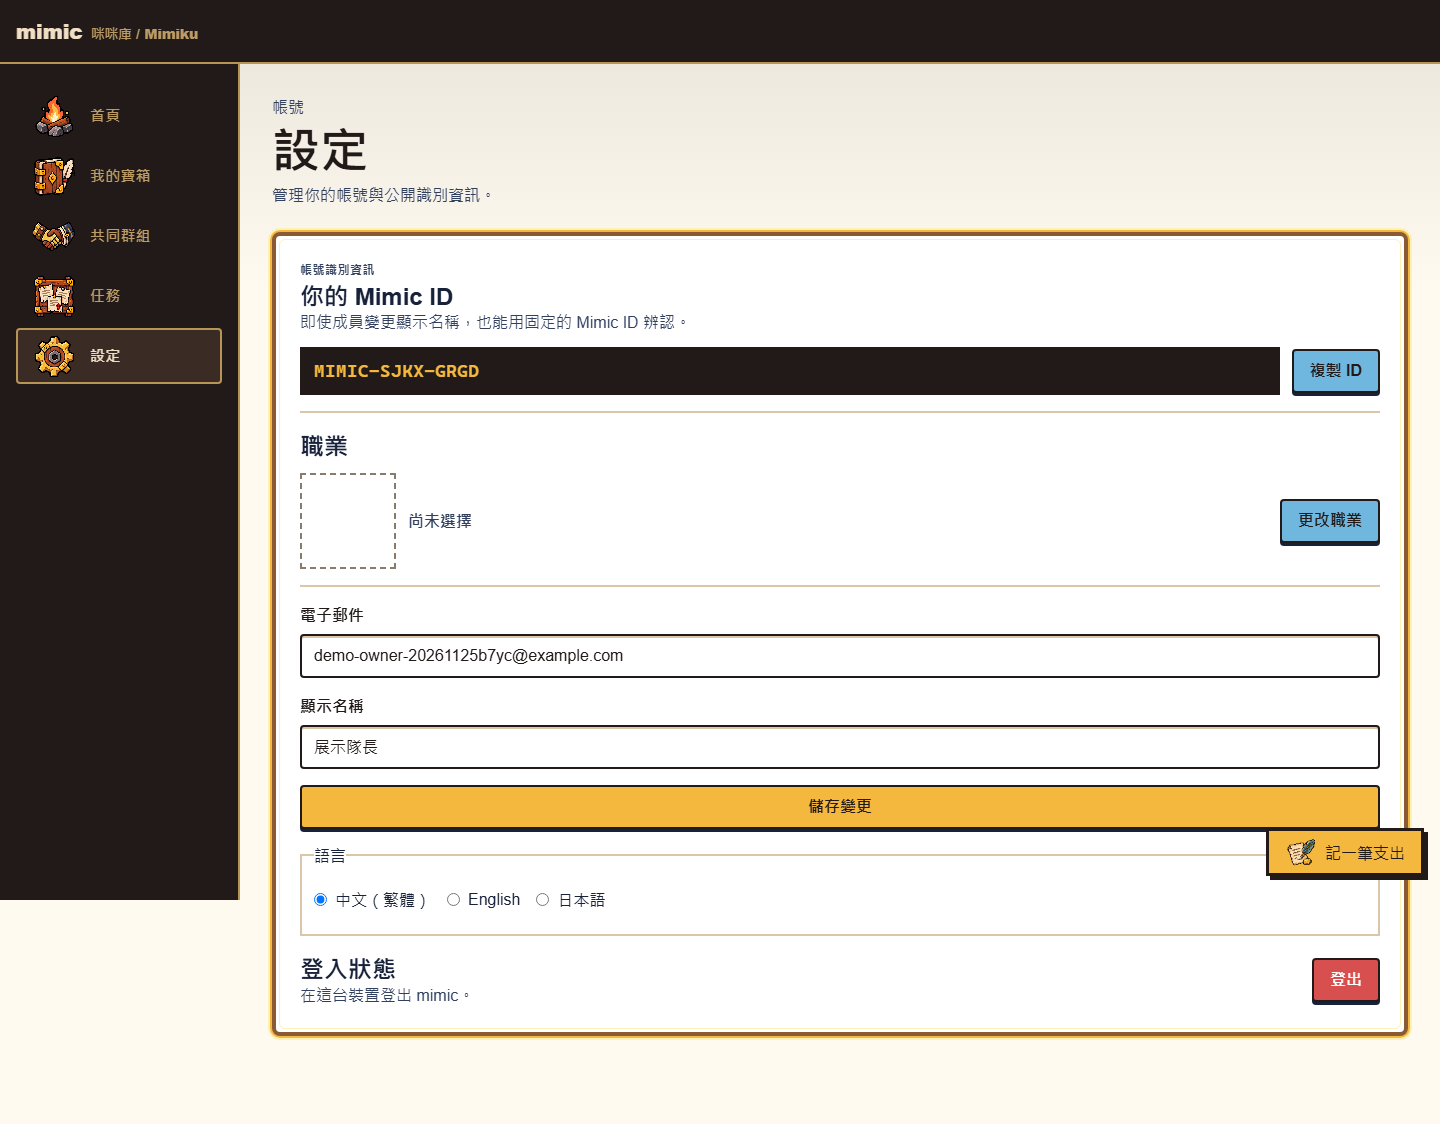 mimic 咪咪庫 / Mimiku
首頁
我的寶箱
共同群組
任務
設定
帳號
設定
管理你的帳號與公開識別資訊。
帳號識別資訊
你的 Mimic ID
即使成員變更顯示名稱，也能用固定的 Mimic ID 辨認。
MIMIC-SJKX-GRGD
複製 ID
職業
尚未選擇
更改職業
電子郵件
demo-owner-20261125b7yc@example.com
顯示名稱
展示隊長
儲存變更
記一筆支出
語言
中文（繁體） English 日本語
登入狀態
在這台裝置登出 mimic。
登出